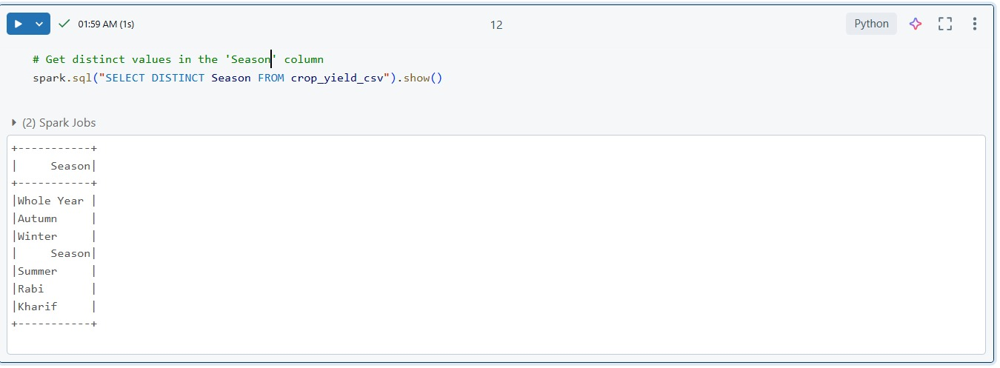 01:59 AM (1s)
12
Python
# Get distinct values in the 'Season' column
spark.sql("SELECT DISTINCT Season FROM crop_yield_csv").show()
(2) Spark Jobs
+-----------+
|     Season|
+-----------+
|Whole Year |
|Autumn     |
|Winter     |
|     Season|
|Summer     |
|Rabi       |
|Kharif     |
+-----------+